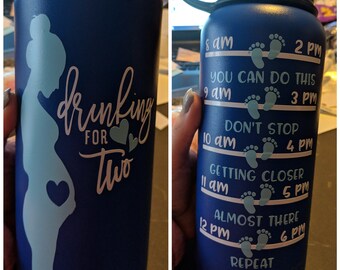 drinking
FOR
two
8 am 2 PM
YOU CAN DO THIS
9 am 3 PM
DON'T STOP
10 am 4 PM
GETTING CLOSER
11 am 5 PM
ALMOST THERE
12 PM 6 PM
REPEAT